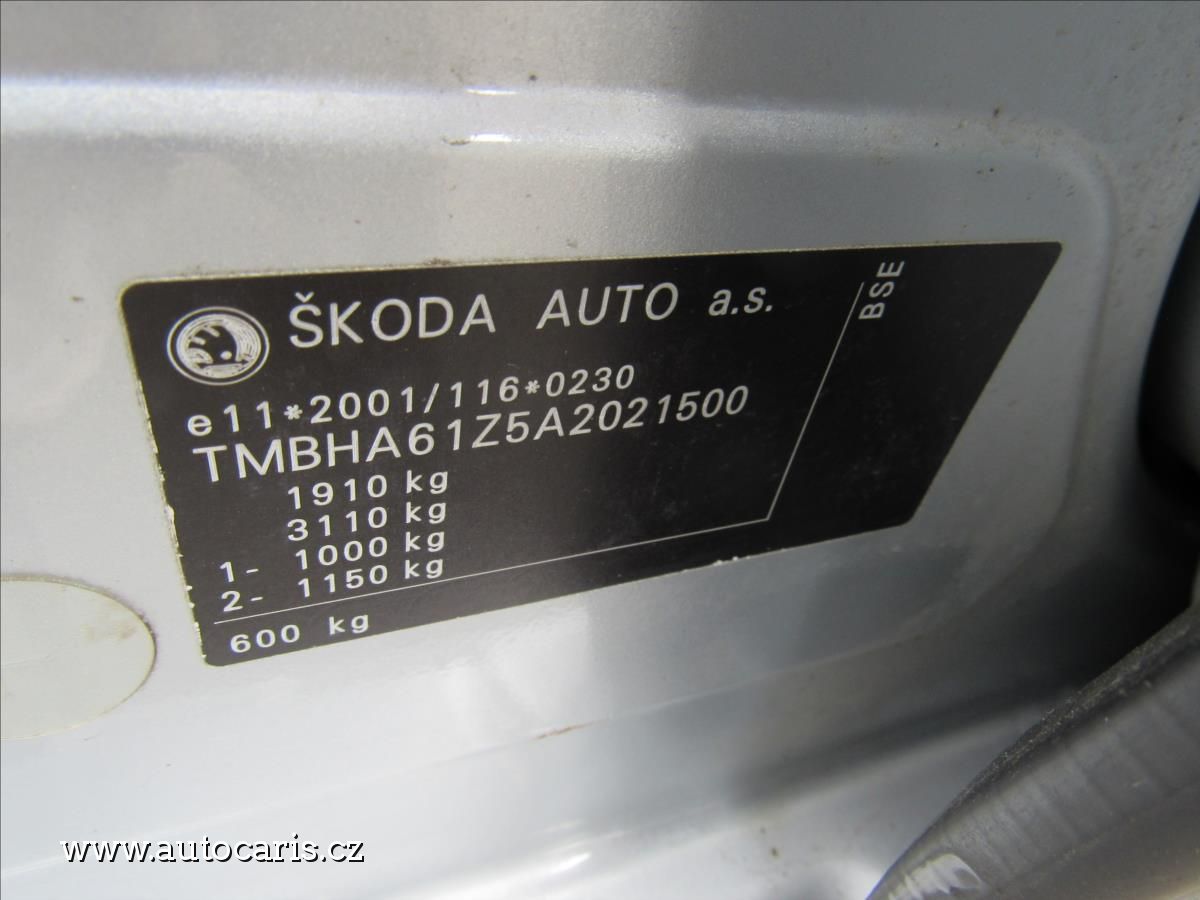 ŠKODA AUTO a.s.
BSE
e11*2001/116*0230
TMBHA61Z5A2021500
1910 kg
3110 kg
1- 1000 kg
2- 1150 kg
600 kg
www.autocaris.cz